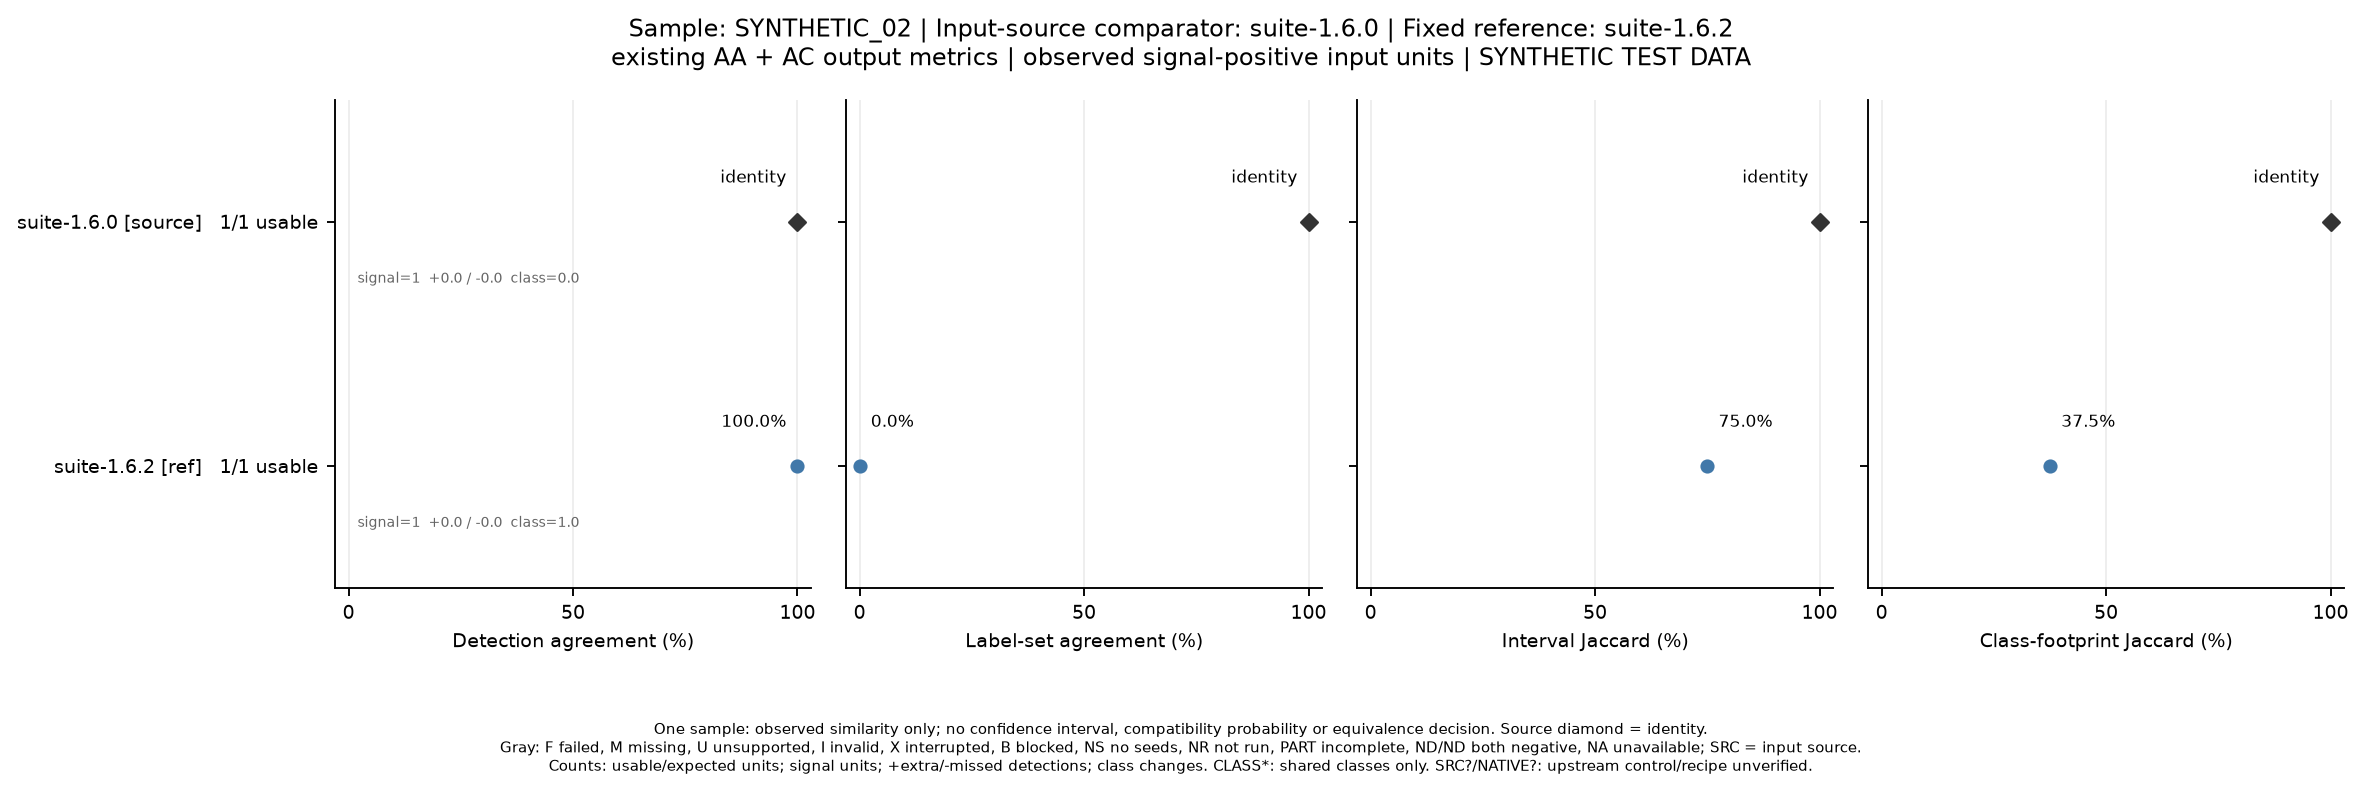 Sample: SYNTHETIC_02 | Input-source comparator: suite-1.6.0 | Fixed reference: suite-1.6.2
existing AA + AC output metrics | observed signal-positive input units | SYNTHETIC TEST DATA
identity identity identity identity
suite-1.6.0 [source] 1/1 usable
signal=1 +0.0 / -0.0 class=0.0
100.0% 0.0% 75.0% 37.5%
suite-1.6.2 [ref] 1/1 usable
signal=1 +0.0 / -0.0 class=1.0
0 50 100 0 50 100 0 50 100 0 50 100
Detection agreement (%) Label-set agreement (%) Interval Jaccard (%) Class-footprint Jaccard (%)
One sample: observed similarity only; no confidence interval, compatibility probability or equivalence decision. Source diamond = identity.
Gray: F failed, M missing, U unsupported, I invalid, X interrupted, B blocked, NS no seeds, NR not run, PART incomplete, ND/ND both negative, NA unavailable; SRC = input source.
Counts: usable/expected units; signal units; +extra/-missed detections; class changes. CLASS*: shared classes only. SRC?/NATIVE?: upstream control/recipe unverified.